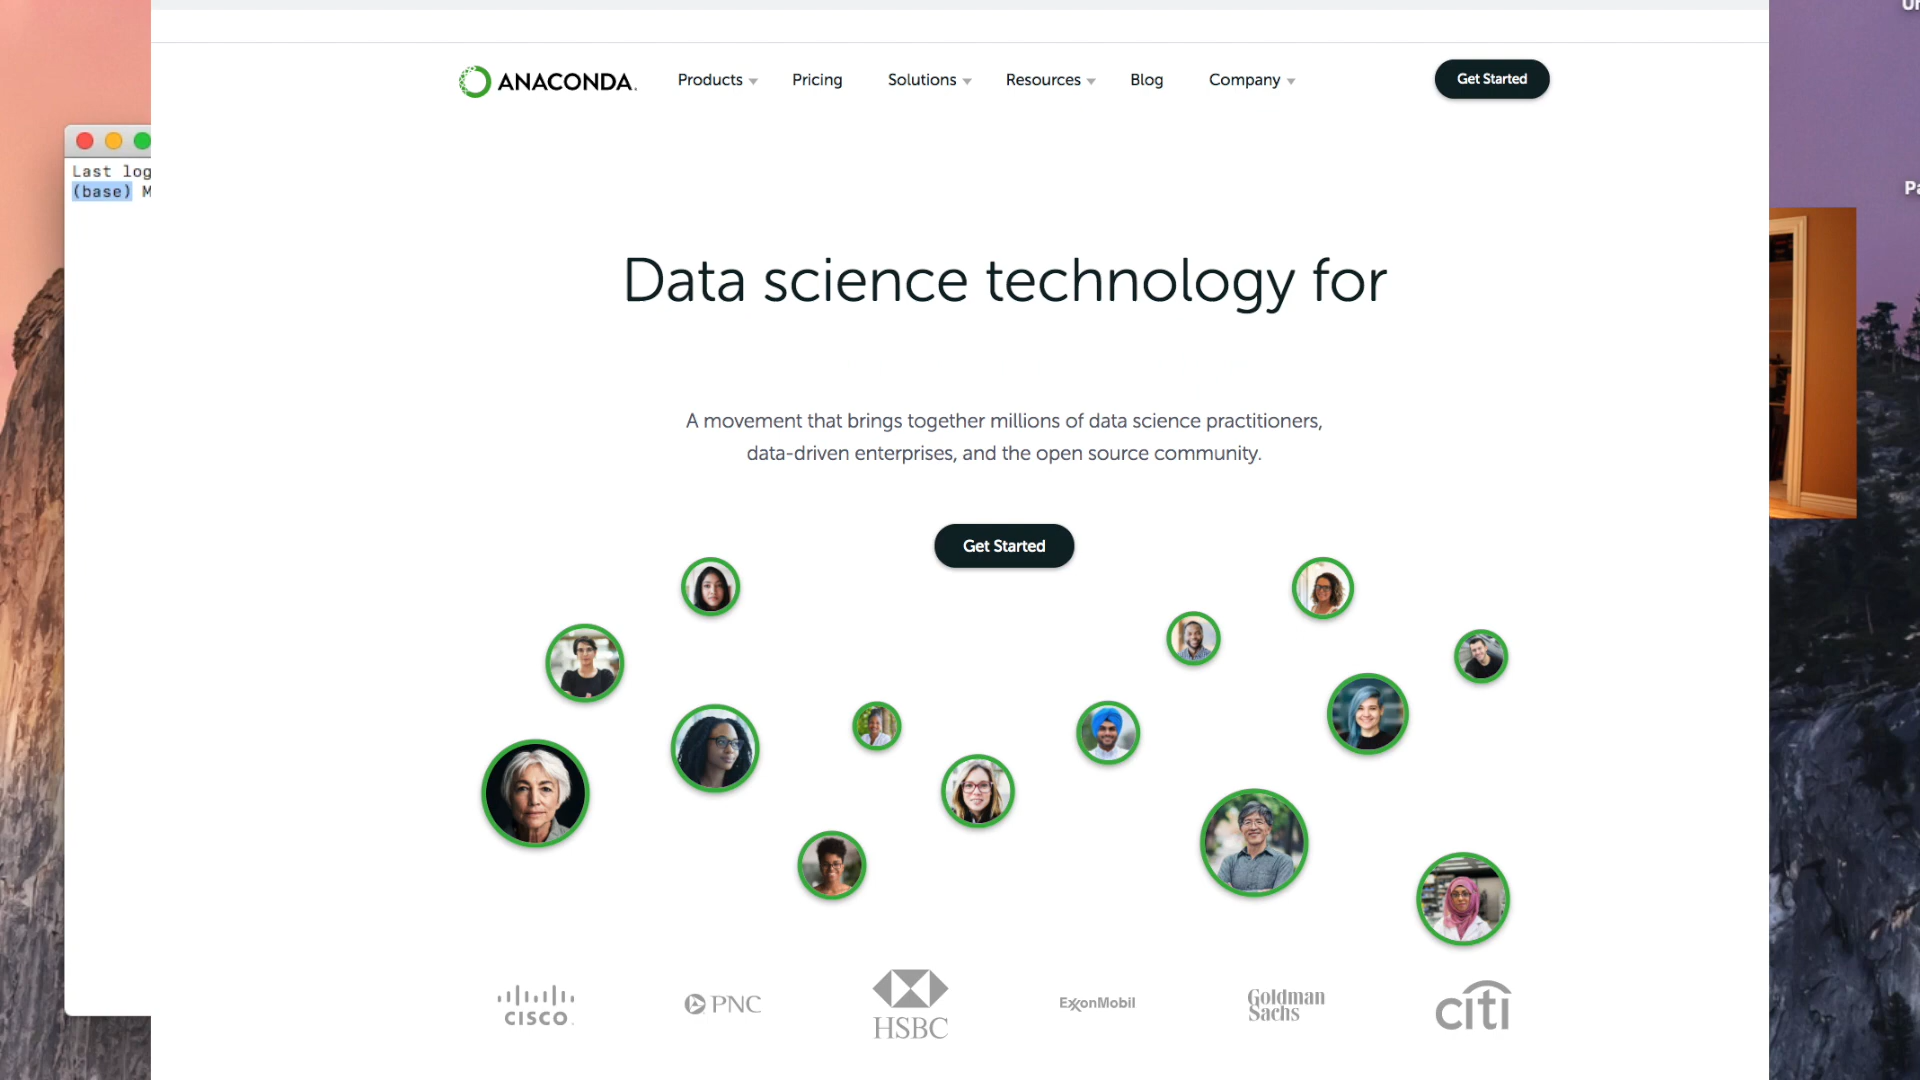 ANACONDA.
Products
Pricing
Solutions
Resources
Blog
Company
Get Started
Last log
(base) M
Data science technology for
A movement that brings together millions of data science practitioners,
data-driven enterprises, and the open source community.
Get Started
CISCO
PNC
HSBC
ExxonMobil
Goldman
Sachs
citi